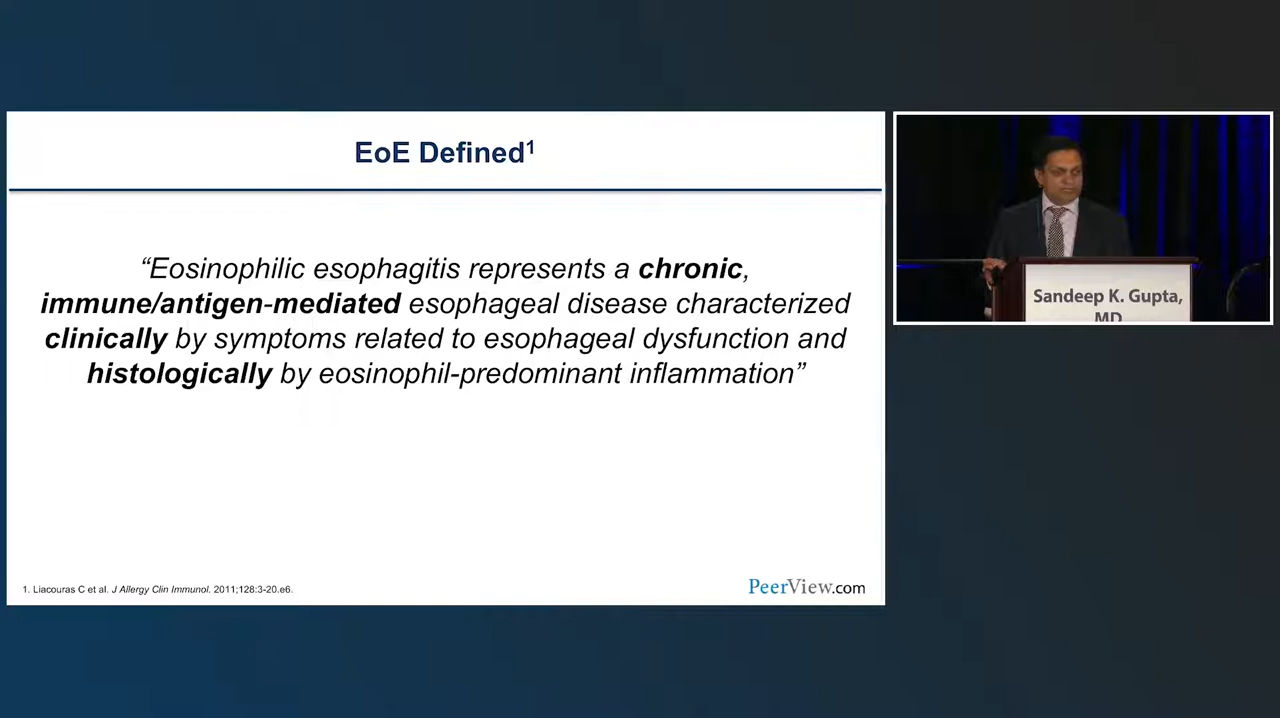 EoE Defined1
“Eosinophilic esophagitis represents a chronic,
immune/antigen-mediated esophageal disease characterized
clinically by symptoms related to esophageal dysfunction and
histologically by eosinophil-predominant inflammation”
1. Liacouras C et al. J Allergy Clin Immunol. 2011;128:3-20.e6.
PeerView.com
Sandeep K. Gupta,
MD